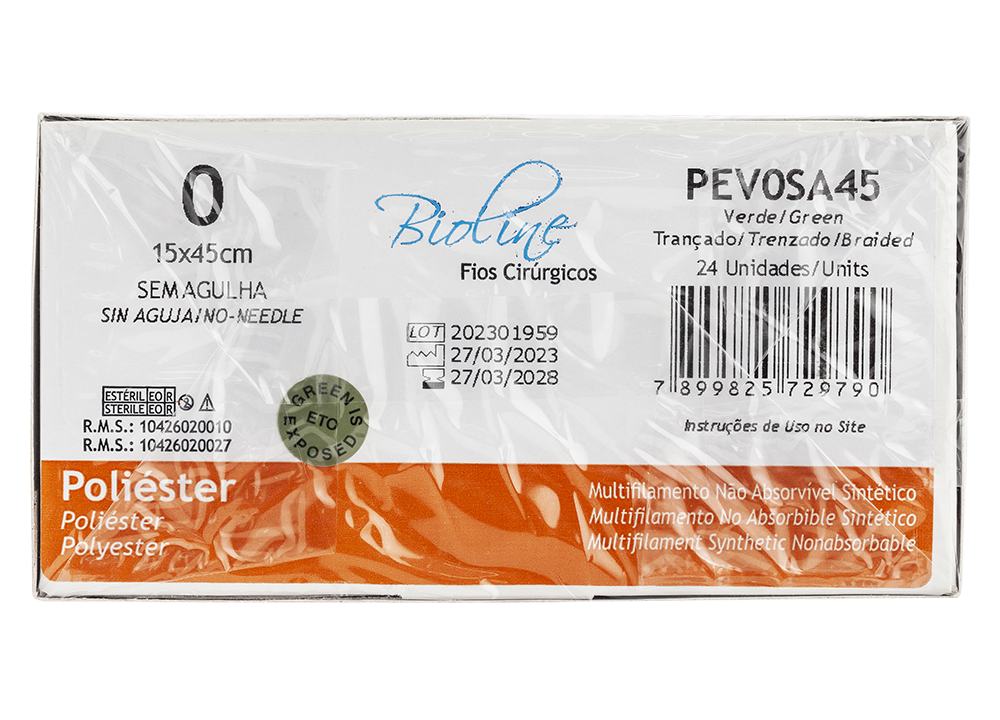 0
15x45cm
SEM AGULHA
SIN AGUJA/NO-NEEDLE
Bioline
Fios Cirúrgicos
PEV0SA45
Verde/Green
Trançado/Trenzado/Braided
24 Unidades/Units
LOT 202301959
27/03/2023
27/03/2028
7 899825 729790
Instruções de Uso no Site
ESTÉRIL EO R
STERILE EO R
R.M.S.: 10426020010
R.M.S.: 10426020027
GREEN IS
ETO
EXPOSED
Poliéster
Poliéster
Polyester
Multifilamento Não Absorvível Sintético
Multifilamento No Absorbible Sintético
Multifilament Synthetic Nonabsorbable